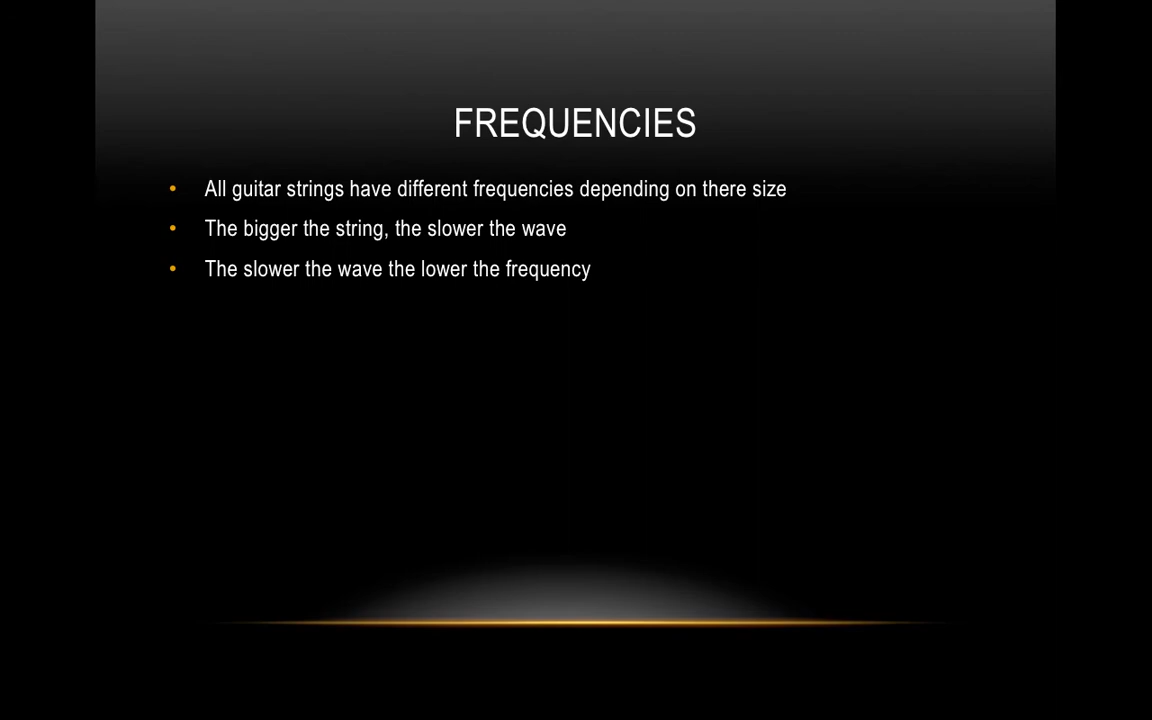 FREQUENCIES
• All guitar strings have different frequencies depending on there size
• The bigger the string, the slower the wave
• The slower the wave the lower the frequency